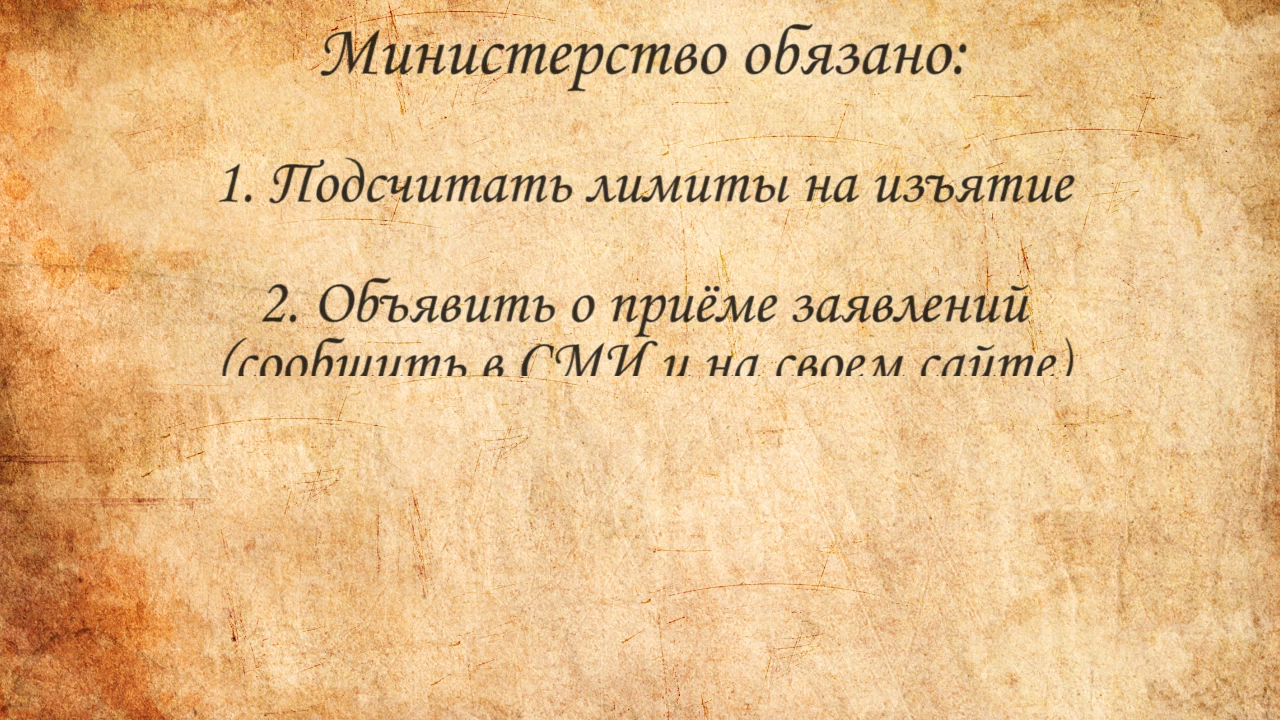 Министерство обязано:
1. Подсчитать лимиты на изъятие
2. Объявить о приёме заявлений
(сообщить в СМИ и на своем сайте)